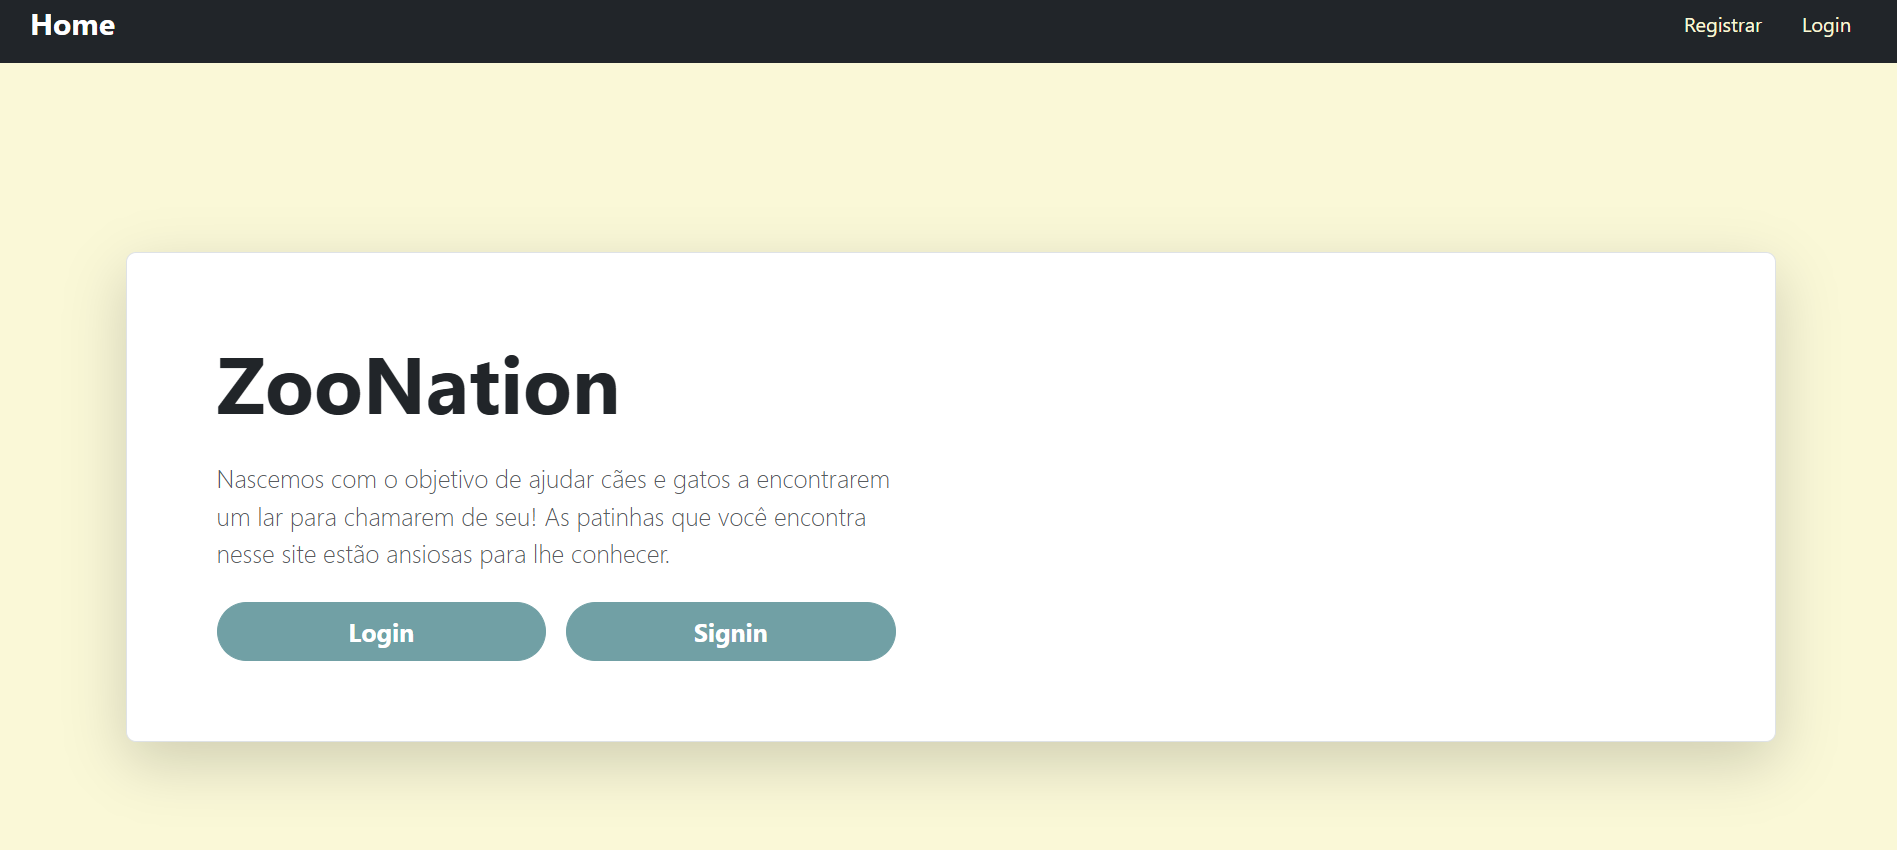 Home
Registrar
Login
ZooNation
Nascemos com o objetivo de ajudar cães e gatos a encontrarem
um lar para chamarem de seu! As patinhas que você encontra
nesse site estão ansiosas para lhe conhecer.
Login
Signin